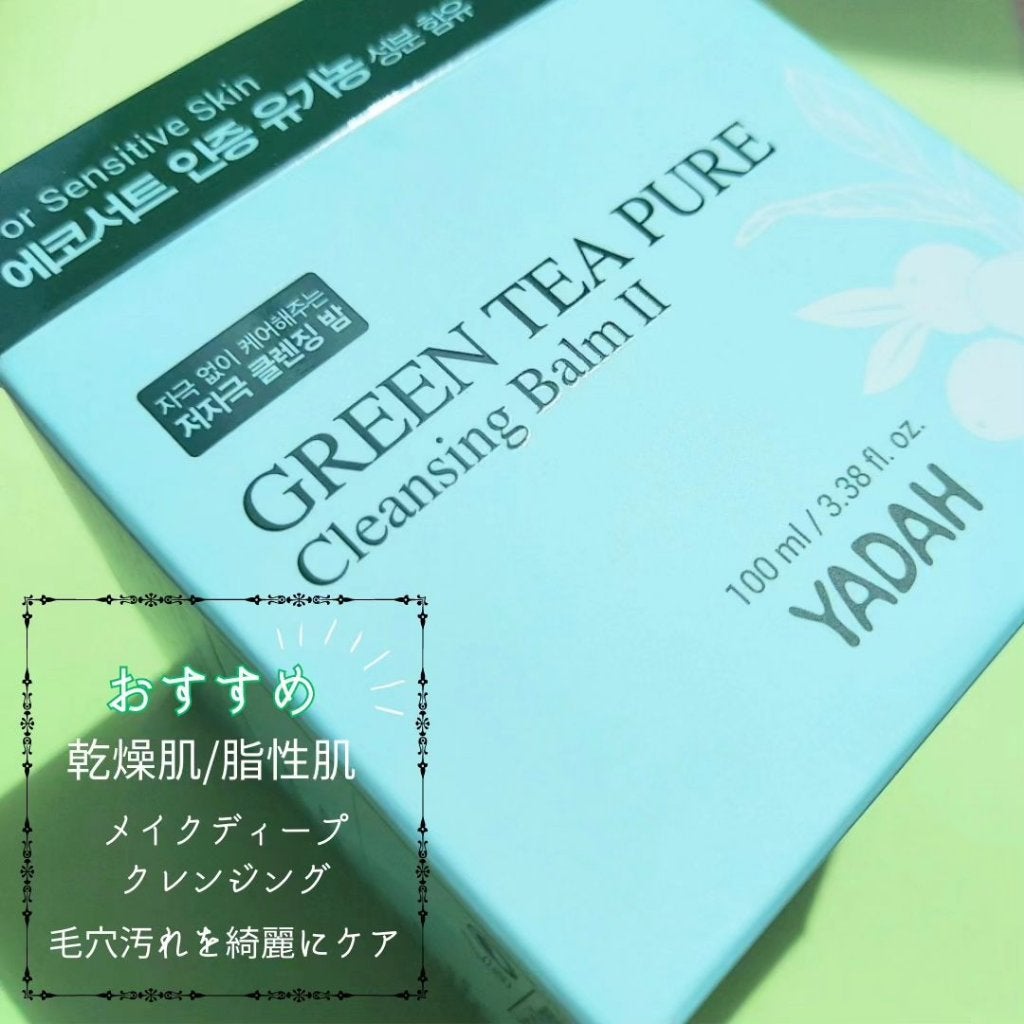 or Sensitive Skin
에코서트 인증 유기농 성분 함유
자극 없이 케어해주는
저자극 클렌징 밤
GREEN TEA PURE
Cleansing Balm II
100 ml / 3.38 fl. oz.
YADAH
おすすめ
乾燥肌/脂性肌
メイクディープ
クレンジング
毛穴汚れを綺麗にケア